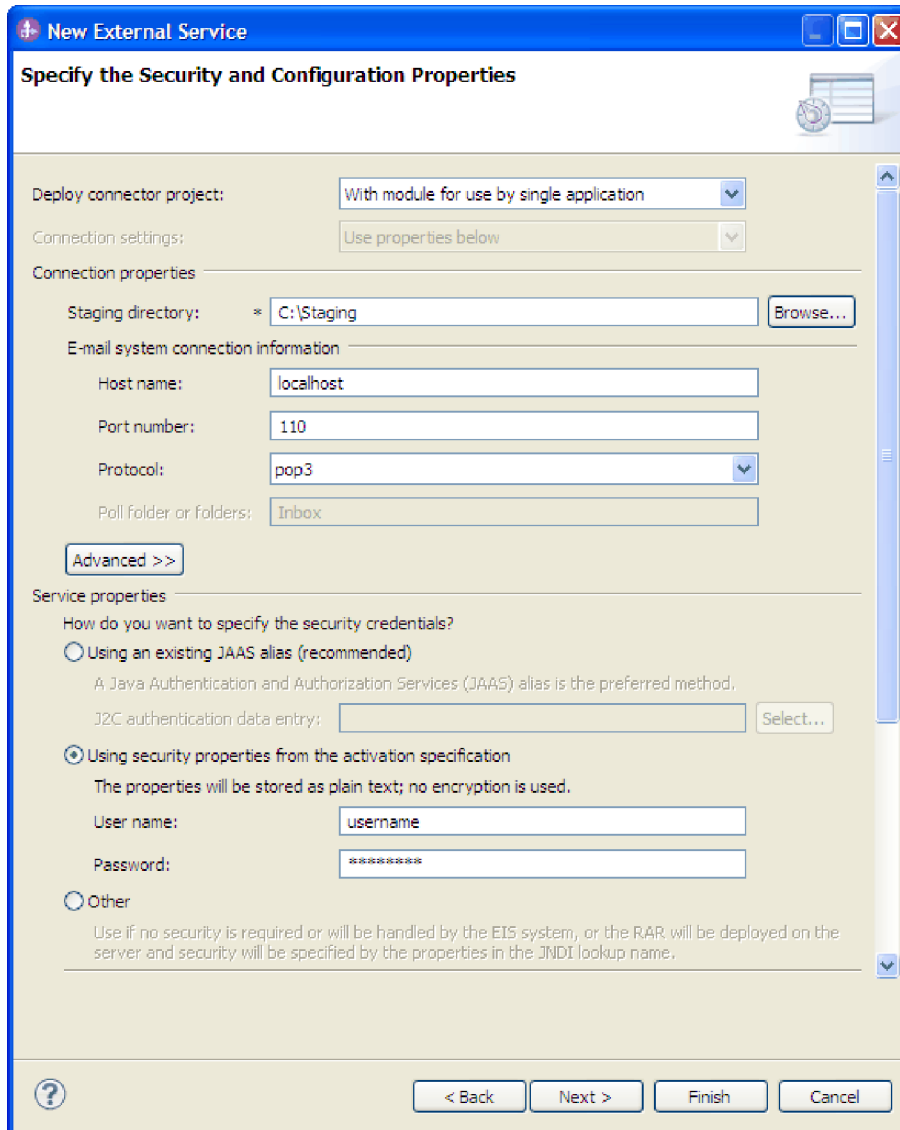 New External Service
Specify the Security and Configuration Properties
Deploy connector project: With module for use by single application
Connection settings: Use properties below
Connection properties
Staging directory: * C:\Staging Browse...
E-mail system connection information
Host name: localhost
Port number: 110
Protocol: pop3
Poll folder or folders: Inbox
Advanced >>
Service properties
How do you want to specify the security credentials?
Using an existing JAAS alias (recommended)
A Java Authentication and Authorization Services (JAAS) alias is the preferred method.
J2C authentication data entry: Select...
Using security properties from the activation specification
The properties will be stored as plain text; no encryption is used.
User name: username
Password: ********
Other
Use if no security is required or will be handled by the EIS system, or the RAR will be deployed on the
server and security will be specified by the properties in the JNDI lookup name.
? < Back Next > Finish Cancel